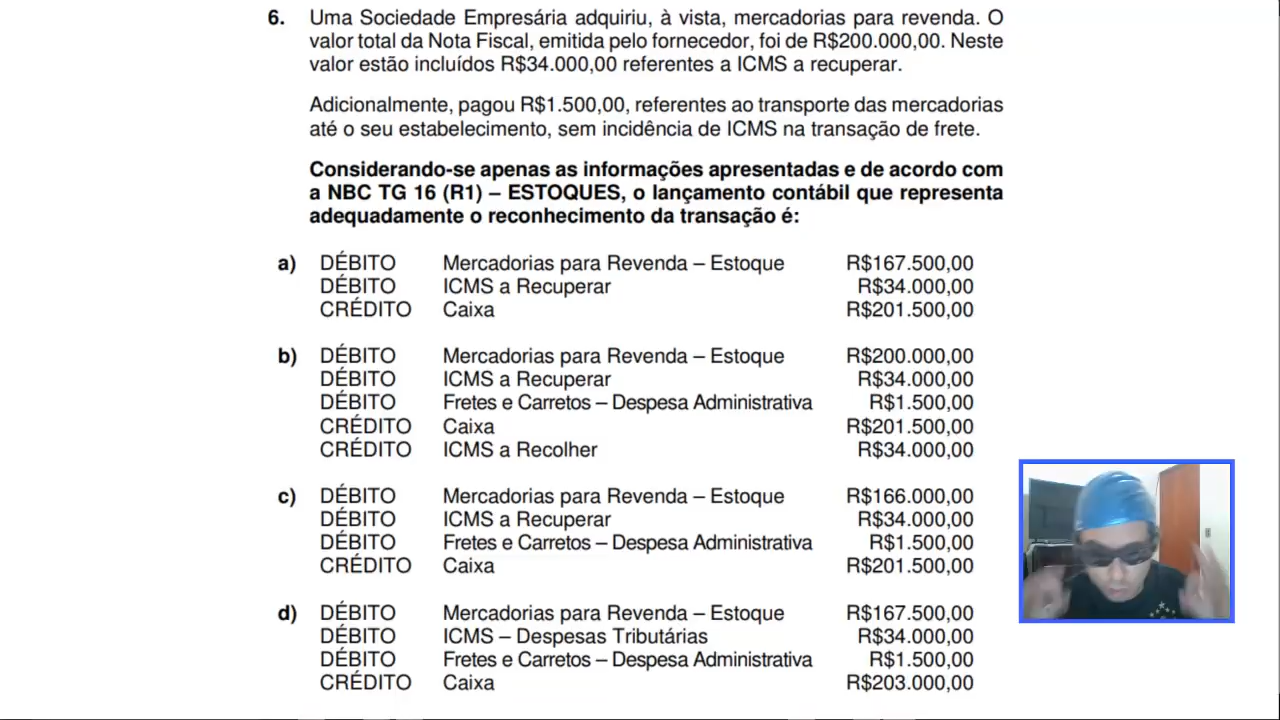 6. Uma Sociedade Empresária adquiriu, à vista, mercadorias para revenda. O
valor total da Nota Fiscal, emitida pelo fornecedor, foi de R$200.000,00. Neste
valor estão incluídos R$34.000,00 referentes a ICMS a recuperar.
Adicionalmente, pagou R$1.500,00, referentes ao transporte das mercadorias
até o seu estabelecimento, sem incidência de ICMS na transação de frete.
Considerando-se apenas as informações apresentadas e de acordo com
a NBC TG 16 (R1) – ESTOQUES, o lançamento contábil que representa
adequadamente o reconhecimento da transação é:
a) DÉBITO Mercadorias para Revenda – Estoque R$167.500,00
DÉBITO ICMS a Recuperar R$34.000,00
CRÉDITO Caixa R$201.500,00
b) DÉBITO Mercadorias para Revenda – Estoque R$200.000,00
DÉBITO ICMS a Recuperar R$34.000,00
DÉBITO Fretes e Carretos – Despesa Administrativa R$1.500,00
CRÉDITO Caixa R$201.500,00
CRÉDITO ICMS a Recolher R$34.000,00
c) DÉBITO Mercadorias para Revenda – Estoque R$166.000,00
DÉBITO ICMS a Recuperar R$34.000,00
DÉBITO Fretes e Carretos – Despesa Administrativa R$1.500,00
CRÉDITO Caixa R$201.500,00
d) DÉBITO Mercadorias para Revenda – Estoque R$167.500,00
DÉBITO ICMS – Despesas Tributárias R$34.000,00
DÉBITO Fretes e Carretos – Despesa Administrativa R$1.500,00
CRÉDITO Caixa R$203.000,00